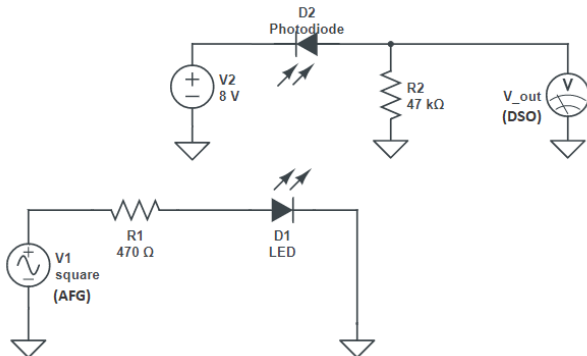 D2
Photodiode
V2
8 V
R2
47 kΩ
V
V_out
(DSO)
R1
470 Ω
D1
LED
V1
square
(AFG)